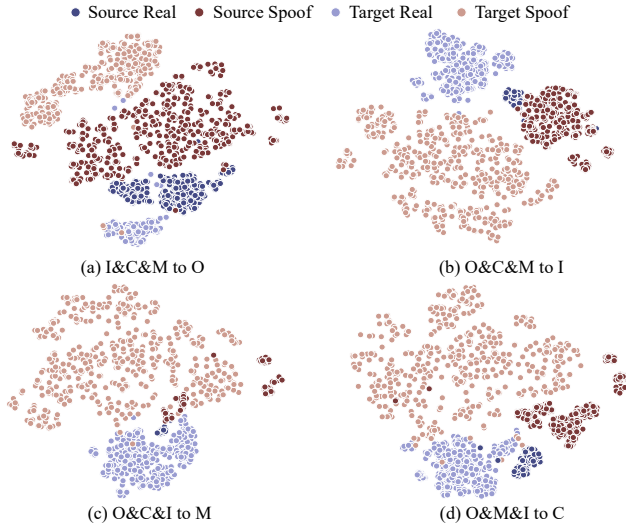 Source Real Source Spoof Target Real Target Spoof
(a) I&C&M to O
(b) O&C&M to I
(c) O&C&I to M
(d) O&M&I to C